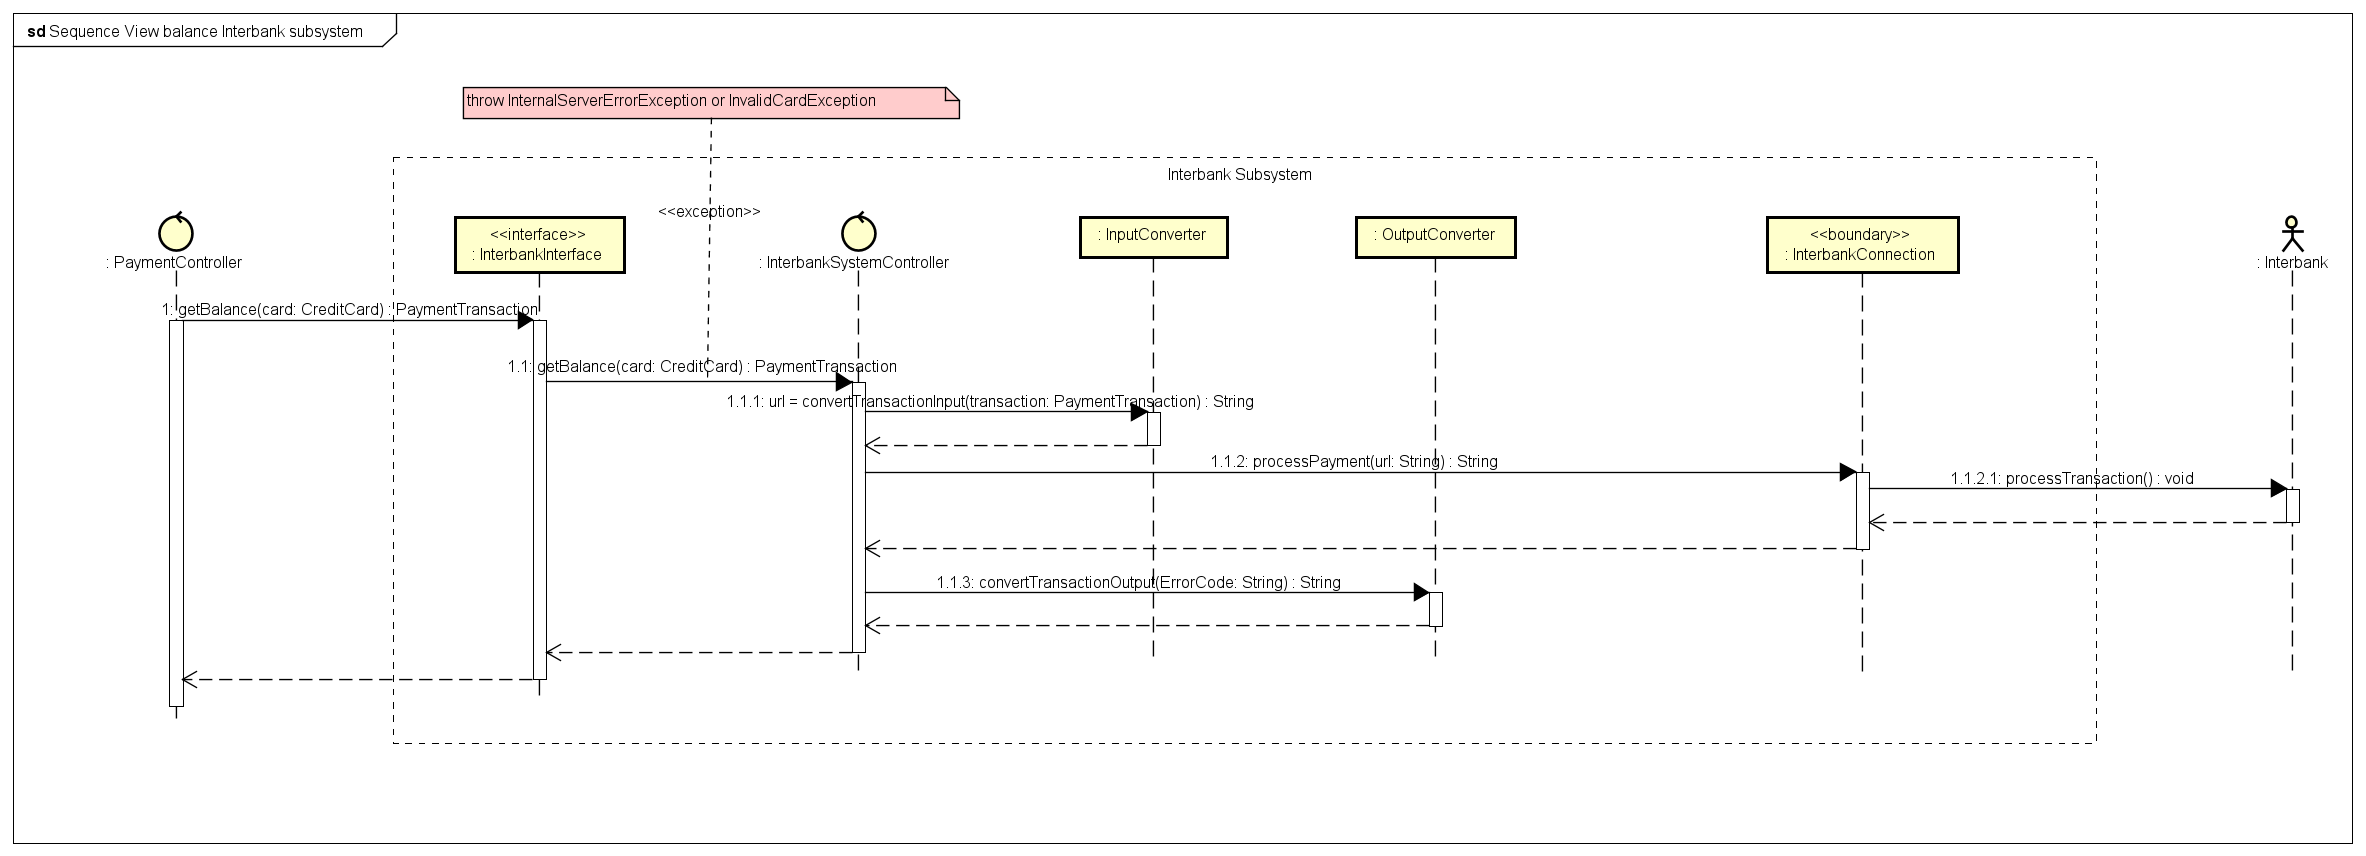 sd Sequence View balance Interbank subsystem
throw InternalServerErrorException or InvalidCardException
Interbank Subsystem
<<exception>>
: PaymentController
<<interface>>
: InterbankInterface
: InterbankSystemController
: InputConverter
: OutputConverter
<<boundary>>
: InterbankConnection
: Interbank
1: getBalance(card: CreditCard) : PaymentTransaction
1.1: getBalance(card: CreditCard) : PaymentTransaction
1.1.1: url = convertTransactionInput(transaction: PaymentTransaction) : String
1.1.2: processPayment(url: String) : String
1.1.2.1: processTransaction() : void
1.1.3: convertTransactionOutput(ErrorCode: String) : String